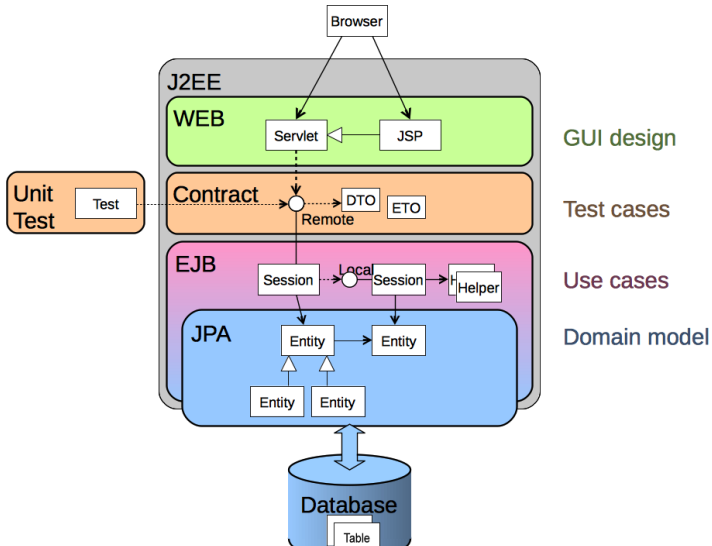 Browser
J2EE
WEB
Servlet
JSP
GUI design
Unit
Test
Test
Contract
DTO
ETO
Remote
Test cases
EJB
Session
Local
Session
H
Helper
Use cases
JPA
Entity
Entity
Domain model
Entity
Entity
Database
Table